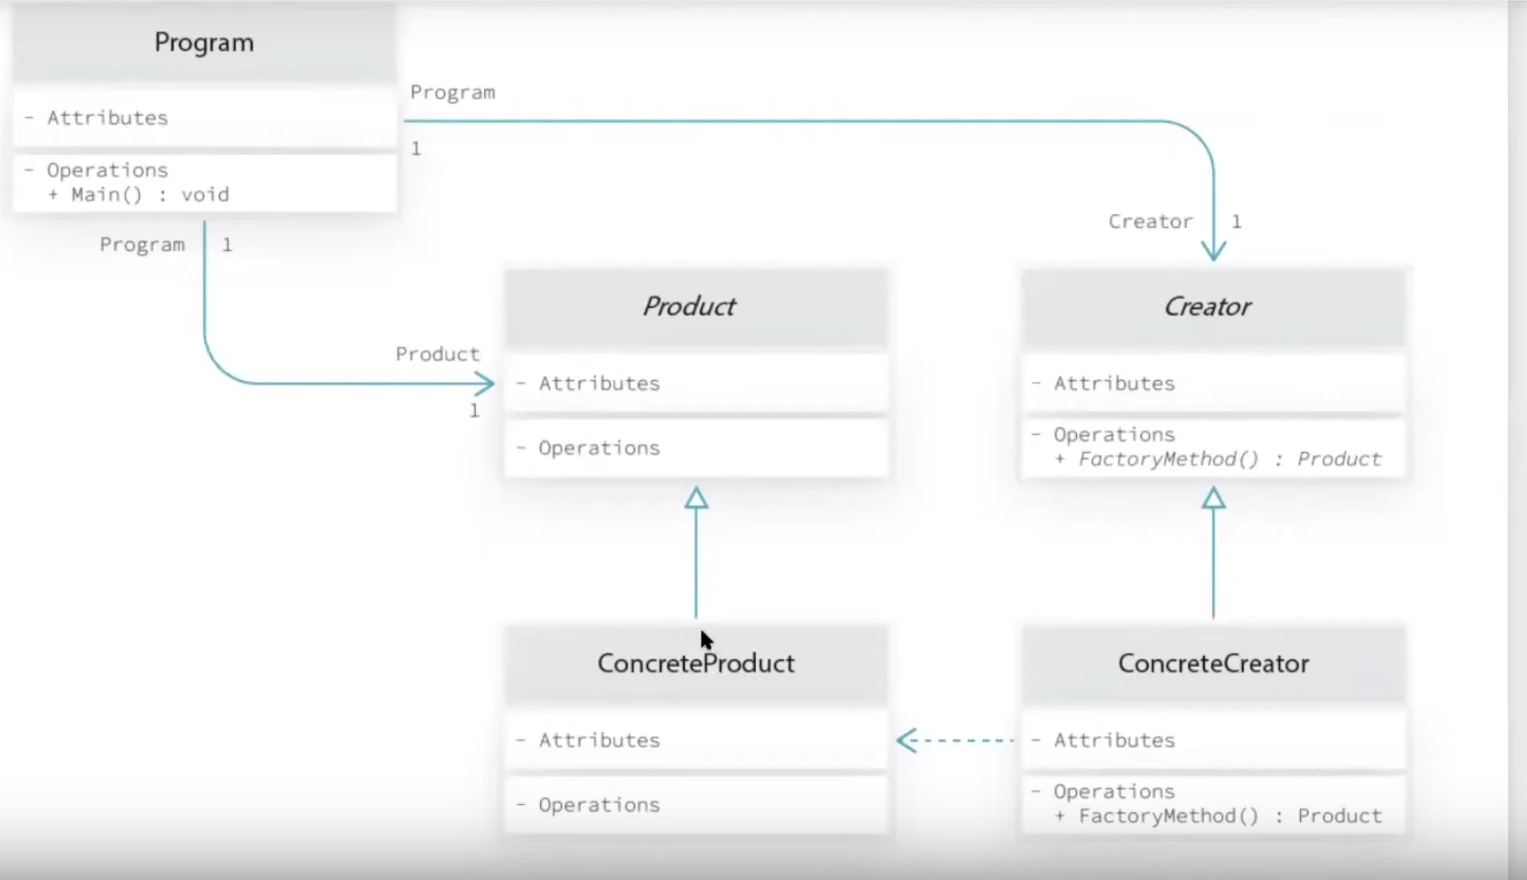 Program
- Attributes
- Operations
+ Main() : void
Program
1
Creator
1
Program
1
Product
1
Product
- Attributes
- Operations
Creator
- Attributes
- Operations
+ FactoryMethod() : Product
ConcreteProduct
- Attributes
- Operations
ConcreteCreator
- Attributes
- Operations
+ FactoryMethod() : Product